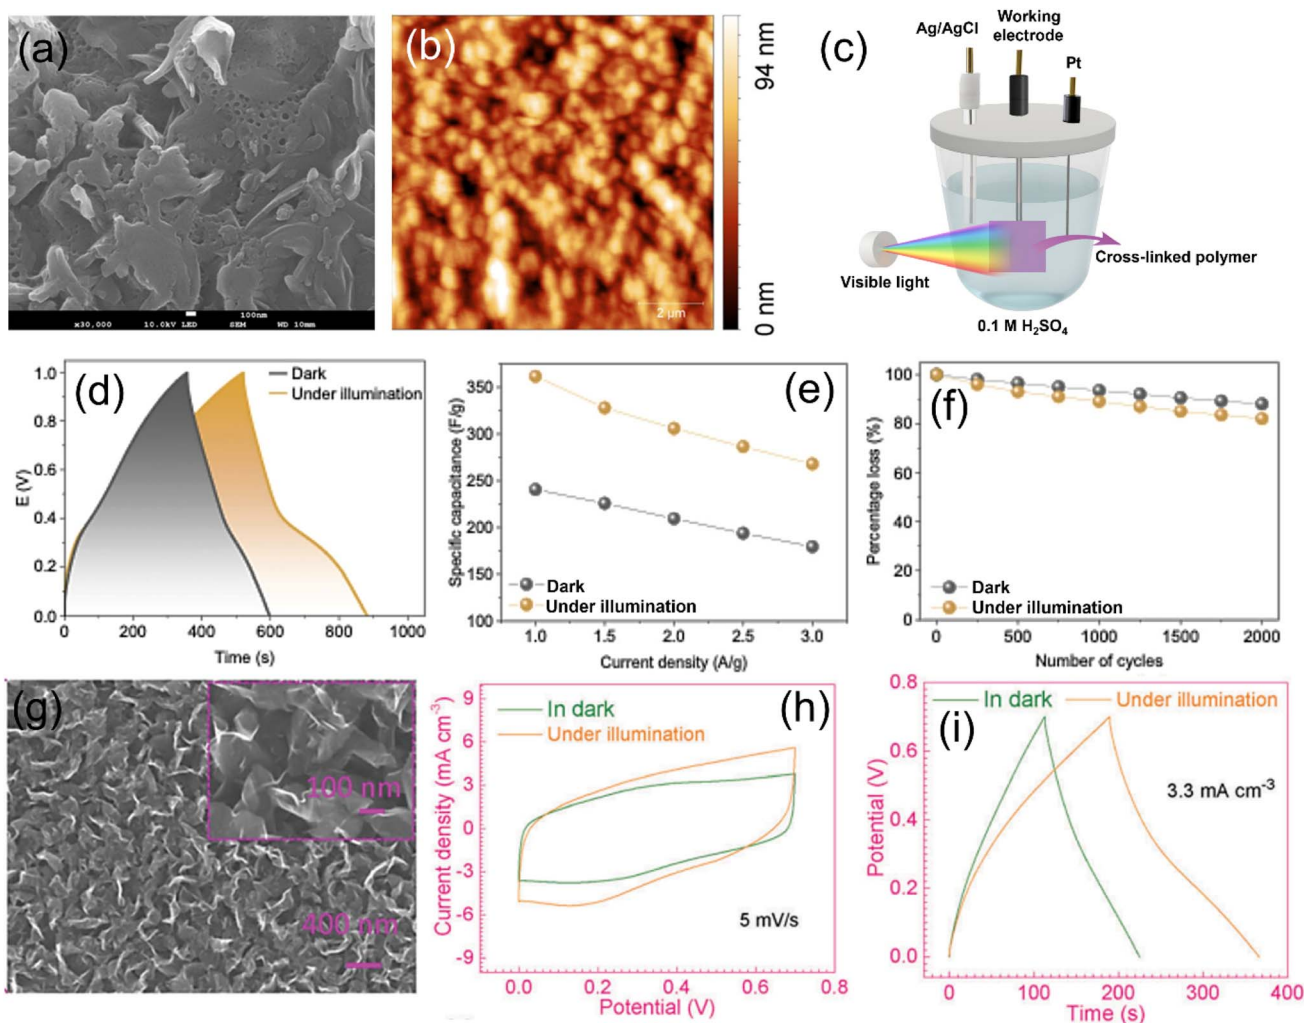 (a)
x30,000 10.0kV LED SEM 100nm WD 10mm
(b)
94 nm
0 nm
2 μm
(c)
Ag/AgCl
Working
electrode
Pt
Visible light
Cross-linked polymer
0.1 M H₂SO₄
(d)
Dark
Under illumination
E (V)
1.0
0.8
0.6
0.4
0.2
0.0
0 200 400 600 800 1000
Time (s)
(e)
Specific capacitance (F/g)
350
300
250
200
150
100
Dark
Under illumination
1.0 1.5 2.0 2.5 3.0
Current density (A/g)
(f)
Percentage loss (%)
100
80
60
40
20
0
Dark
Under illumination
0 500 1000 1500 2000
Number of cycles
(g)
100 nm
400 nm
(h)
In dark
Under illumination
Current density (mA cm⁻³)
9
6
3
0
-3
-6
-9
5 mV/s
0.0 0.2 0.4 0.6 0.8
Potential (V)
(i)
In dark
Under illumination
3.3 mA cm⁻³
Potential (V)
0.8
0.6
0.4
0.2
0.0
0 100 200 300 400
Time (s)